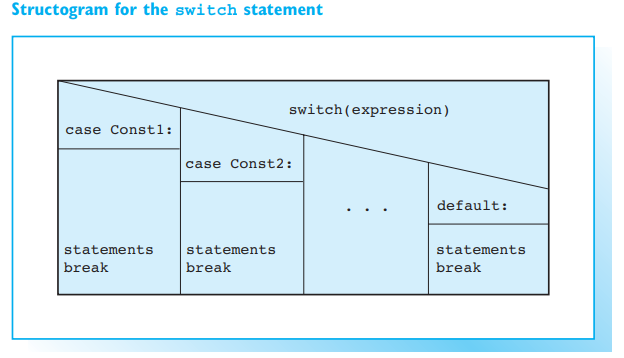 Structogram for the switch statement
switch(expression)
case Const1:
case Const2:
. . .
default:
statements
break
statements
break
statements
break